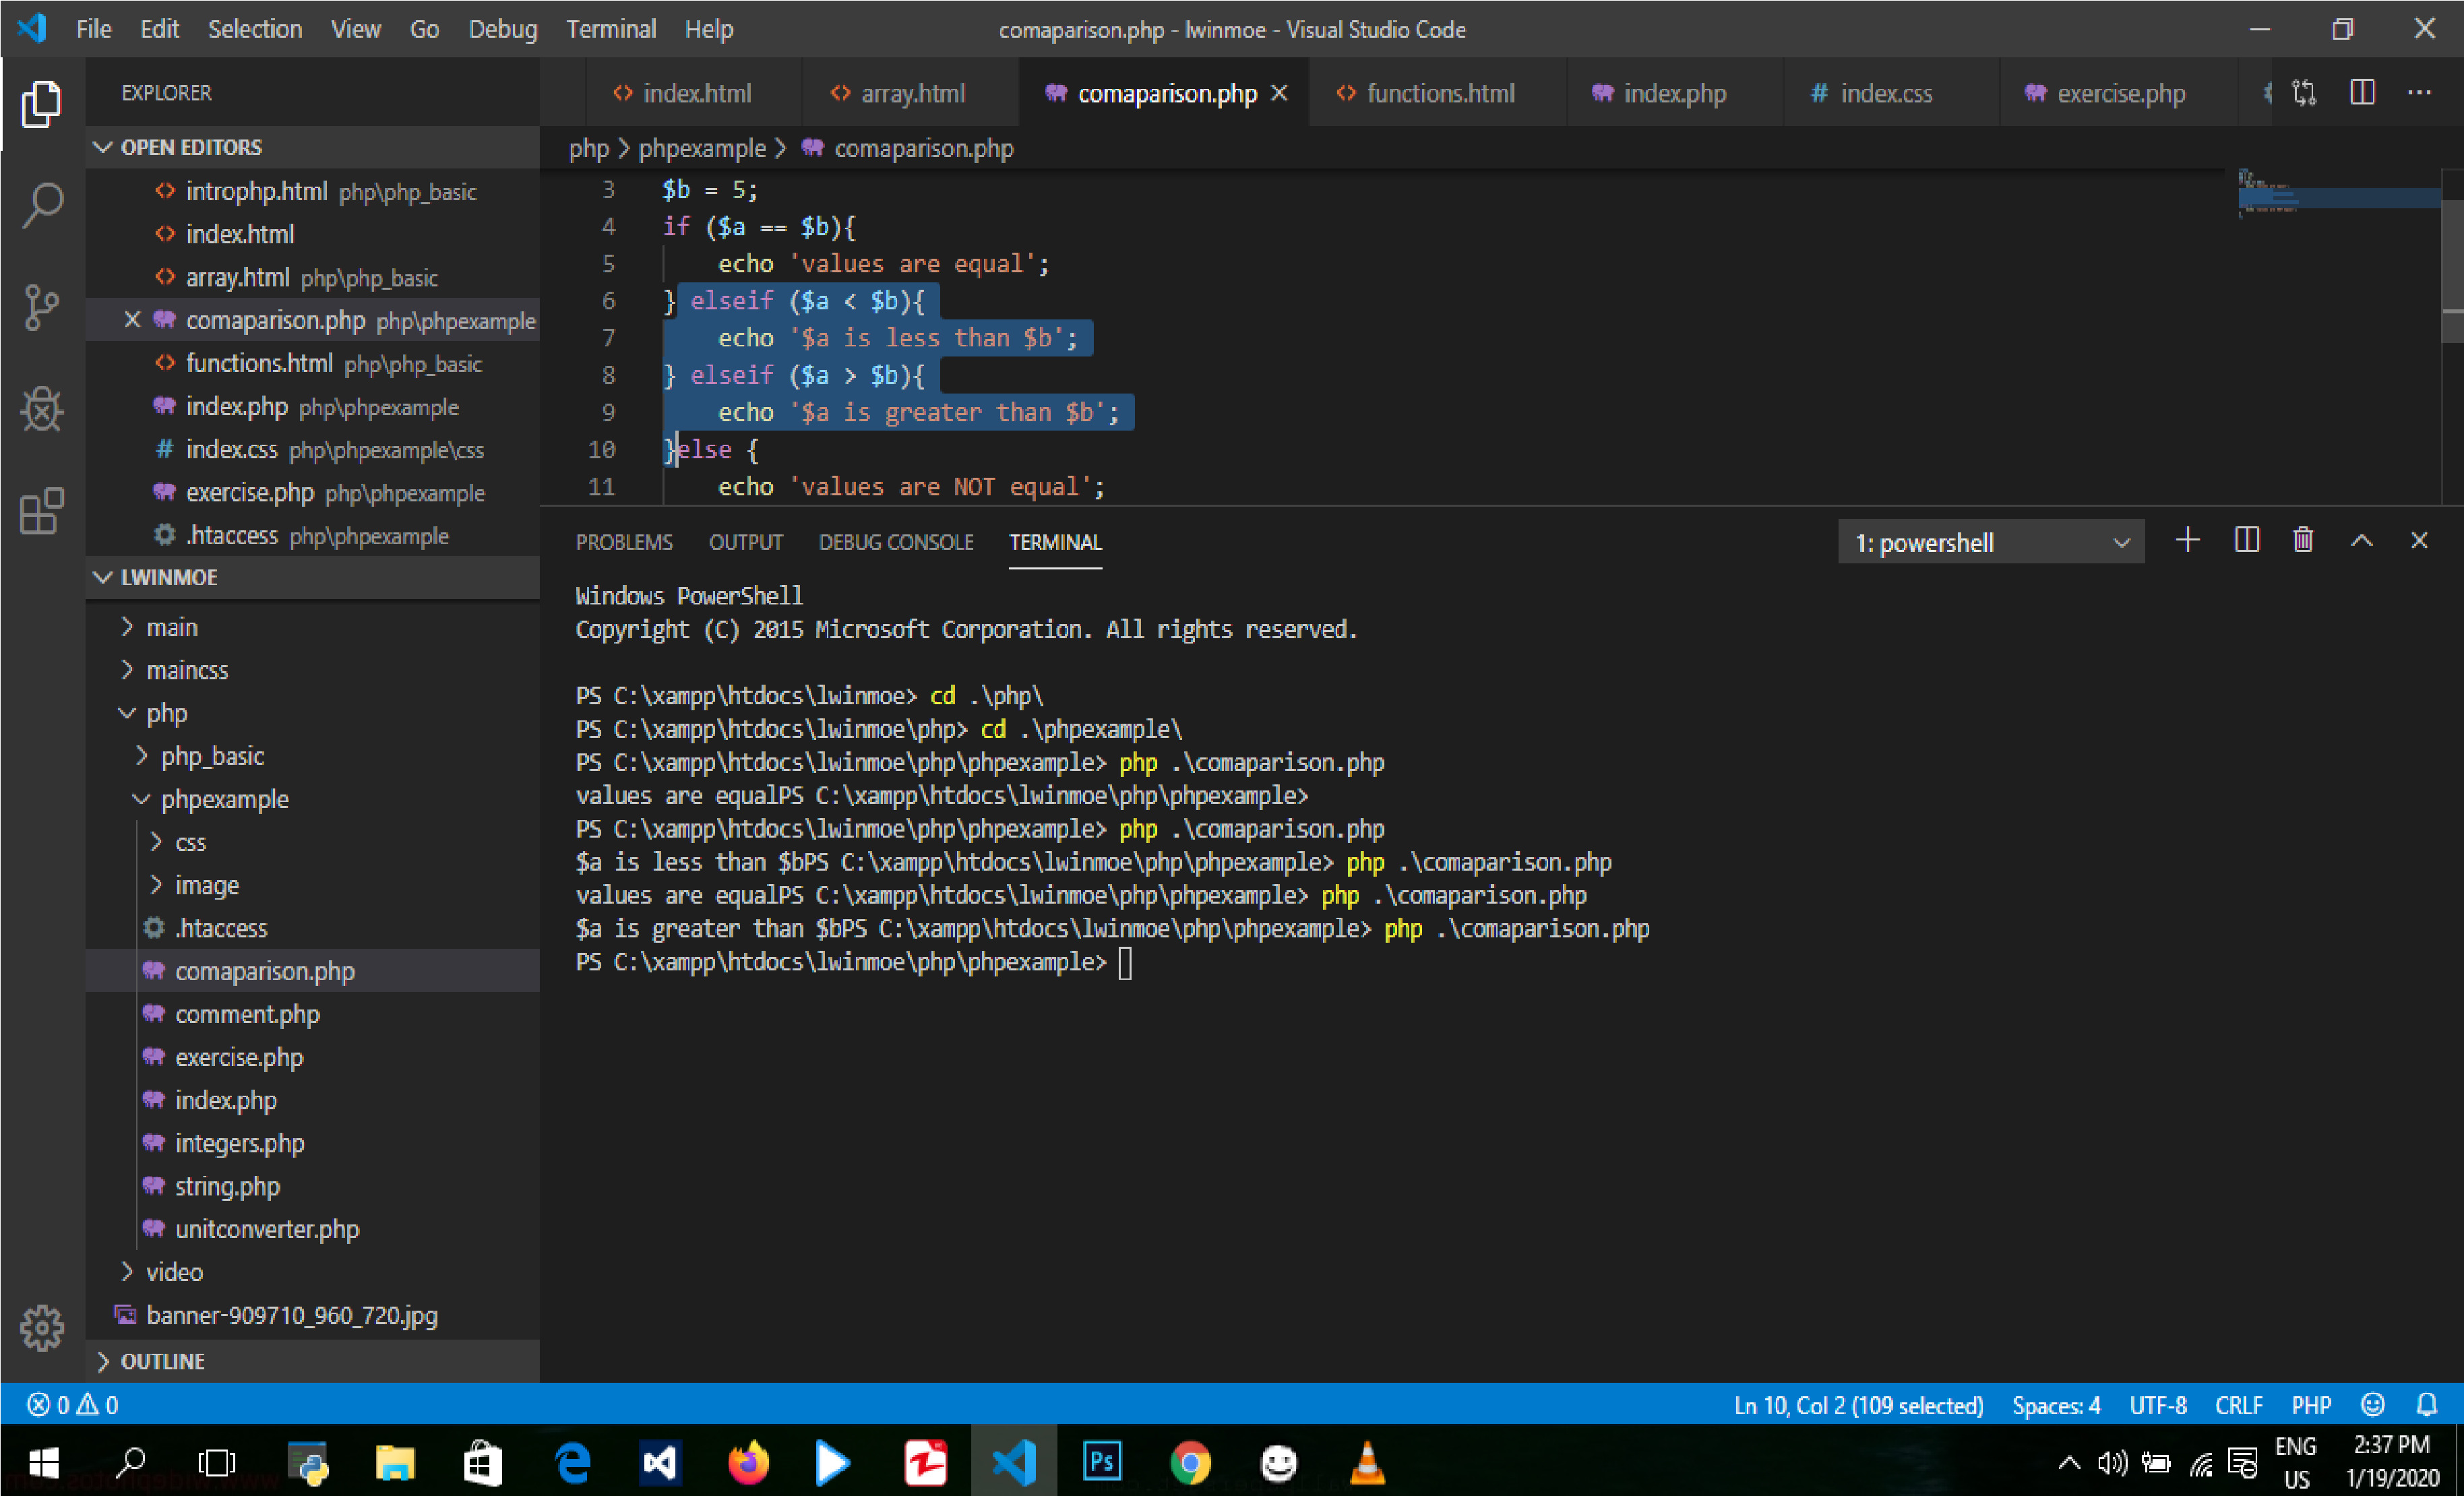 File Edit Selection View Go Debug Terminal Help
comaparison.php - lwinmoe - Visual Studio Code
EXPLORER
OPEN EDITORS
introphp.html php\php_basic
index.html
array.html php\php_basic
comaparison.php php\phpexample
functions.html php\php_basic
index.php php\phpexample
index.css php\phpexample\css
exercise.php php\phpexample
.htaccess php\phpexample
LWINMOE
main
maincss
php
php_basic
phpexample
css
image
.htaccess
comaparison.php
comment.php
exercise.php
index.php
integers.php
string.php
unitconverter.php
video
banner-909710_960_720.jpg
OUTLINE
index.html array.html comaparison.php functions.html index.php index.css exercise.php
php > phpexample > comaparison.php
3 $b = 5;
4 if ($a == $b){
5 echo 'values are equal';
6 } elseif ($a < $b){
7 echo '$a is less than $b';
8 } elseif ($a > $b){
9 echo '$a is greater than $b';
10 }else {
11 echo 'values are NOT equal';
PROBLEMS OUTPUT DEBUG CONSOLE TERMINAL 1: powershell
Windows PowerShell
Copyright (C) 2015 Microsoft Corporation. All rights reserved.
PS C:\xampp\htdocs\lwinmoe> cd .\php\
PS C:\xampp\htdocs\lwinmoe\php> cd .\phpexample\
PS C:\xampp\htdocs\lwinmoe\php\phpexample> php .\comaparison.php
values are equalPS C:\xampp\htdocs\lwinmoe\php\phpexample>
PS C:\xampp\htdocs\lwinmoe\php\phpexample> php .\comaparison.php
$a is less than $bPS C:\xampp\htdocs\lwinmoe\php\phpexample> php .\comaparison.php
values are equalPS C:\xampp\htdocs\lwinmoe\php\phpexample> php .\comaparison.php
$a is greater than $bPS C:\xampp\htdocs\lwinmoe\php\phpexample> php .\comaparison.php
PS C:\xampp\htdocs\lwinmoe\php\phpexample>
0 0
Ln 10, Col 2 (109 selected) Spaces: 4 UTF-8 CRLF PHP
Ps
ENG
US
2:37 PM
1/19/2020